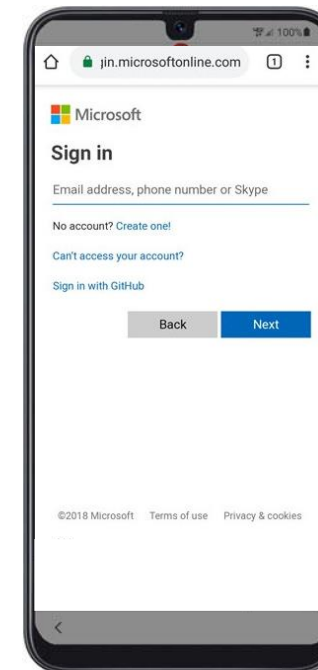 100%
jin.microsoftonline.com 1
Microsoft
Sign in
Email address, phone number or Skype
No account? Create one!
Can't access your account?
Sign in with GitHub
Back Next
©2018 Microsoft Terms of use Privacy & cookies